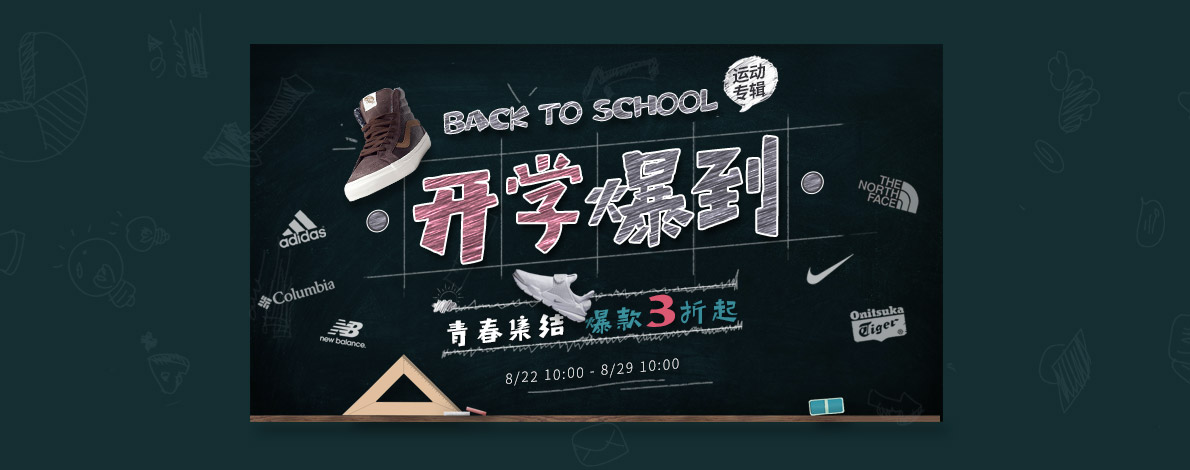 运动
专辑
BACK TO SCHOOL
开学爆到
THE
NORTH
FACE
adidas
Columbia
new balance.
Onitsuka
Tiger®
青春集结 爆款3折起
8/22 10:00 - 8/29 10:00